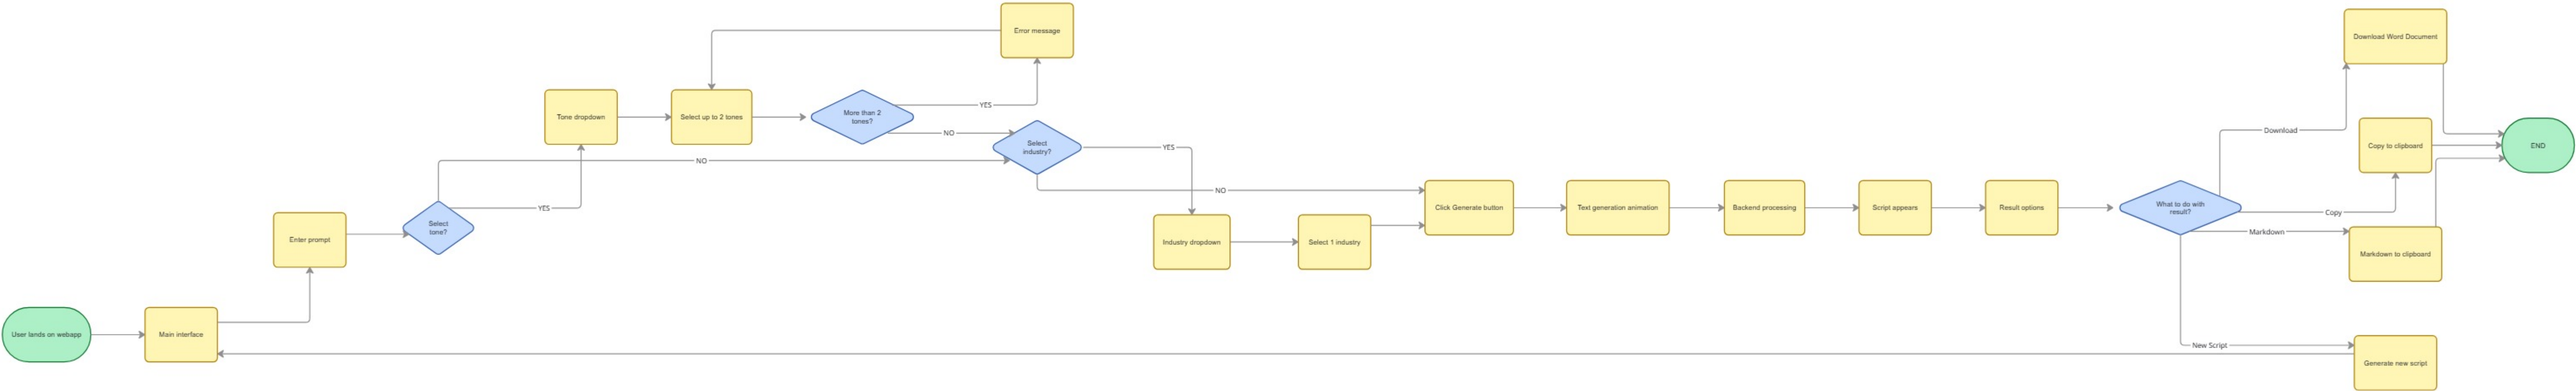 User lands on webapp
Main interface
Enter prompt
Select
tone?
YES
NO
Tone dropdown
Select up to 2 tones
More than 2
tones?
YES
Error message
NO
Select
industry?
YES
NO
Industry dropdown
Select 1 industry
Click Generate button
Text generation animation
Backend processing
Script appears
Result options
What to do with
result?
Download
Download Word Document
Copy
Copy to clipboard
Markdown
Markdown to clipboard
New Script
Generate new script
END